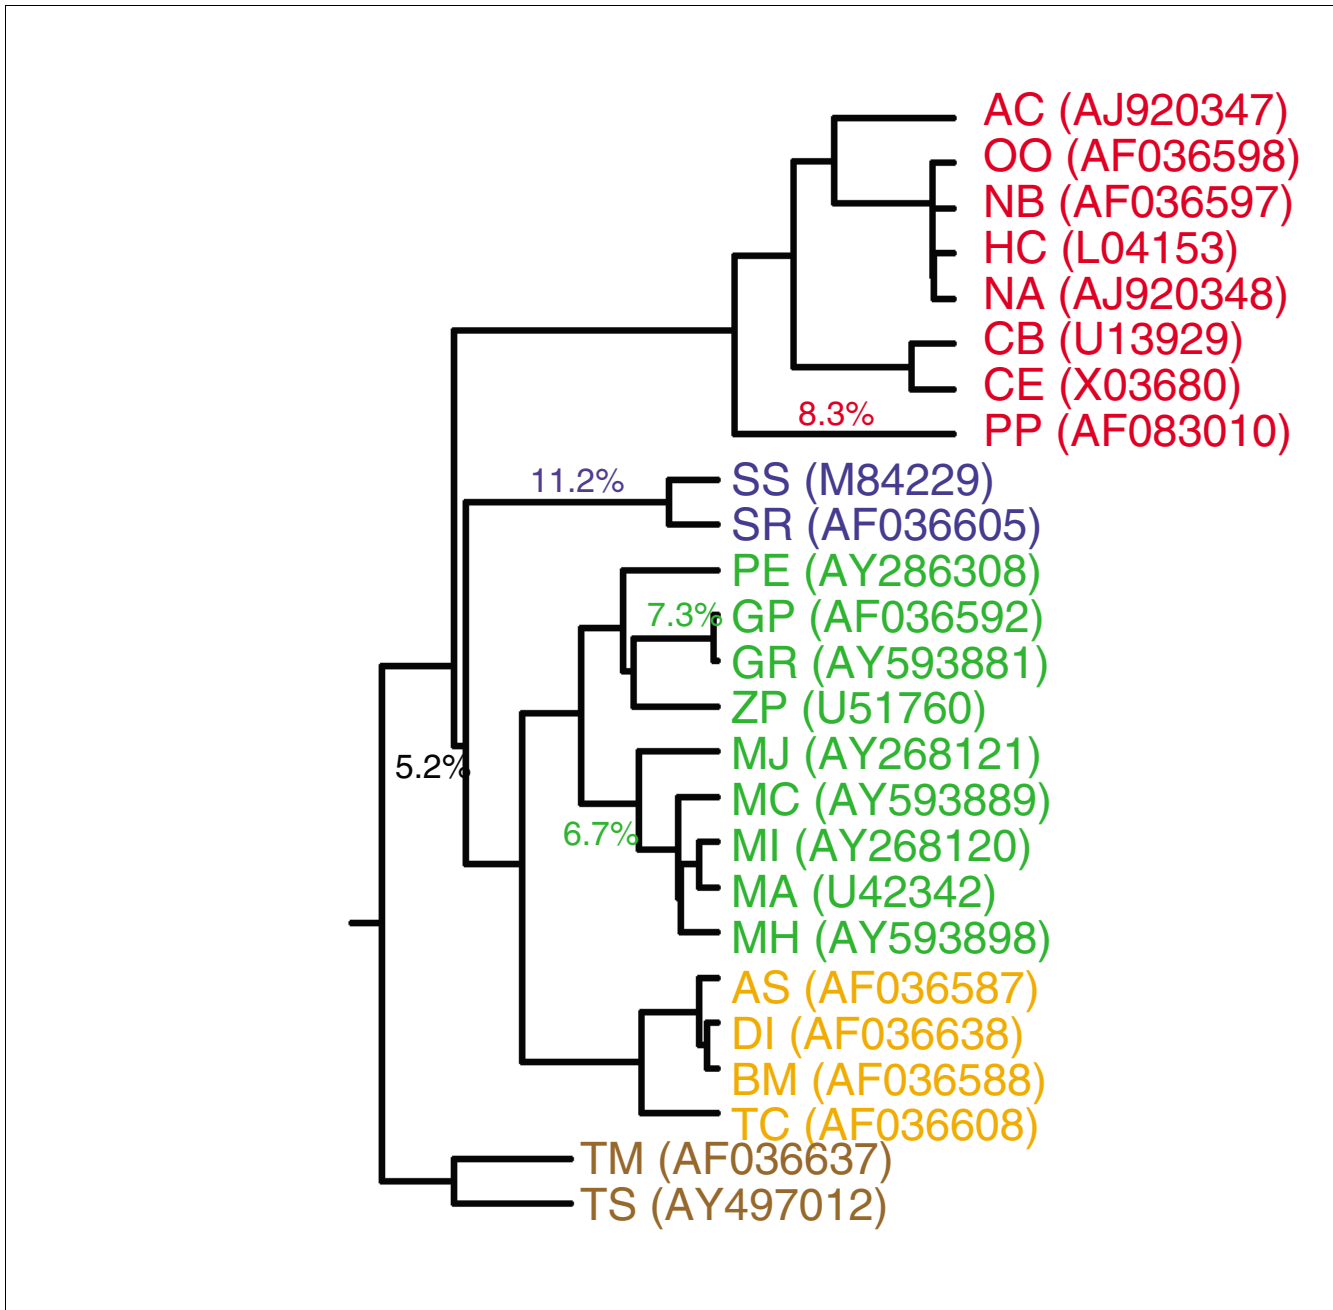 AC (AJ920347)
OO (AF036598)
NB (AF036597)
HC (L04153)
NA (AJ920348)
CB (U13929)
CE (X03680)
8.3%
PP (AF083010)
11.2%
SS (M84229)
SR (AF036605)
PE (AY286308)
7.3%
GP (AF036592)
GR (AY593881)
ZP (U51760)
MJ (AY268121)
5.2%
MC (AY593889)
6.7%
MI (AY268120)
MA (U42342)
MH (AY593898)
AS (AF036587)
DI (AF036638)
BM (AF036588)
TC (AF036608)
TM (AF036637)
TS (AY497012)